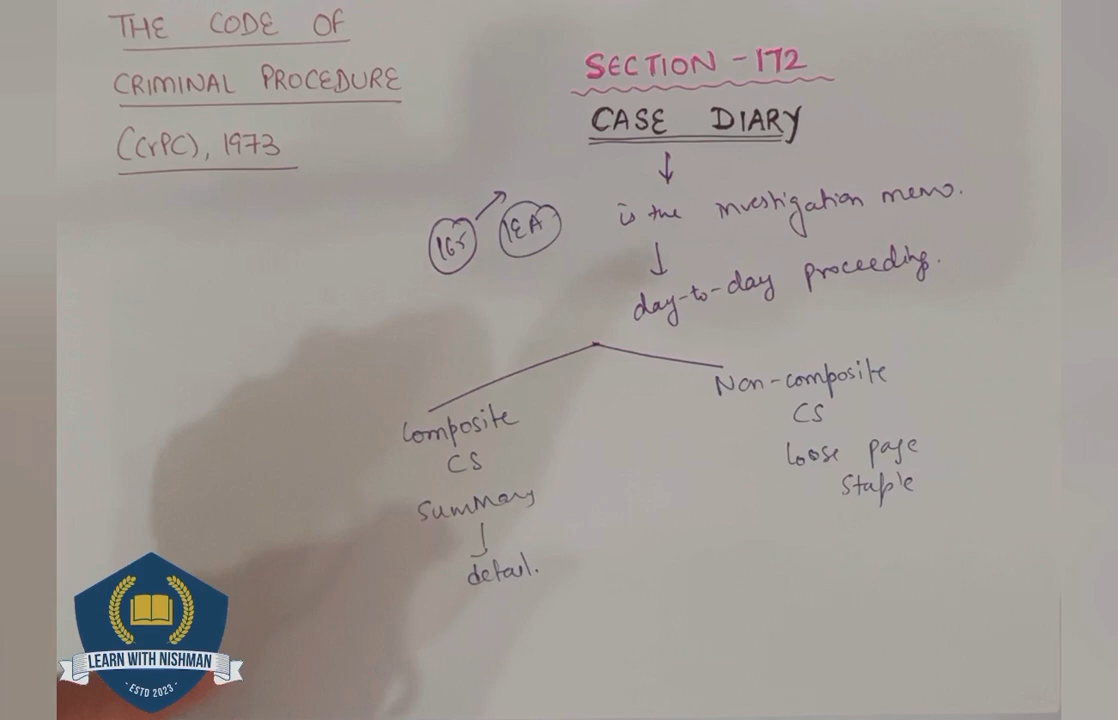 THE CODE OF
CRIMINAL PROCEDURE
(CrPC), 1973
SECTION - 172
CASE DIARY
is the investigation memo.
165 IEA
day-to-day proceeding.
Composite
CS
Summary
detail.
Non-composite
CS
loose page
Staple
LEARN WITH NISHMAN
- ESTD 2023 -